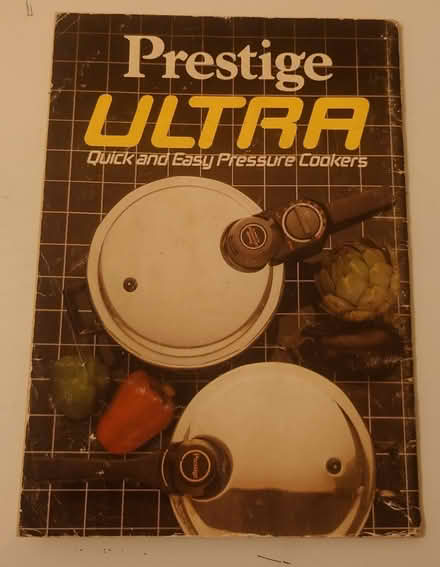 Prestige
ULTRA
Quick and Easy Pressure Cookers